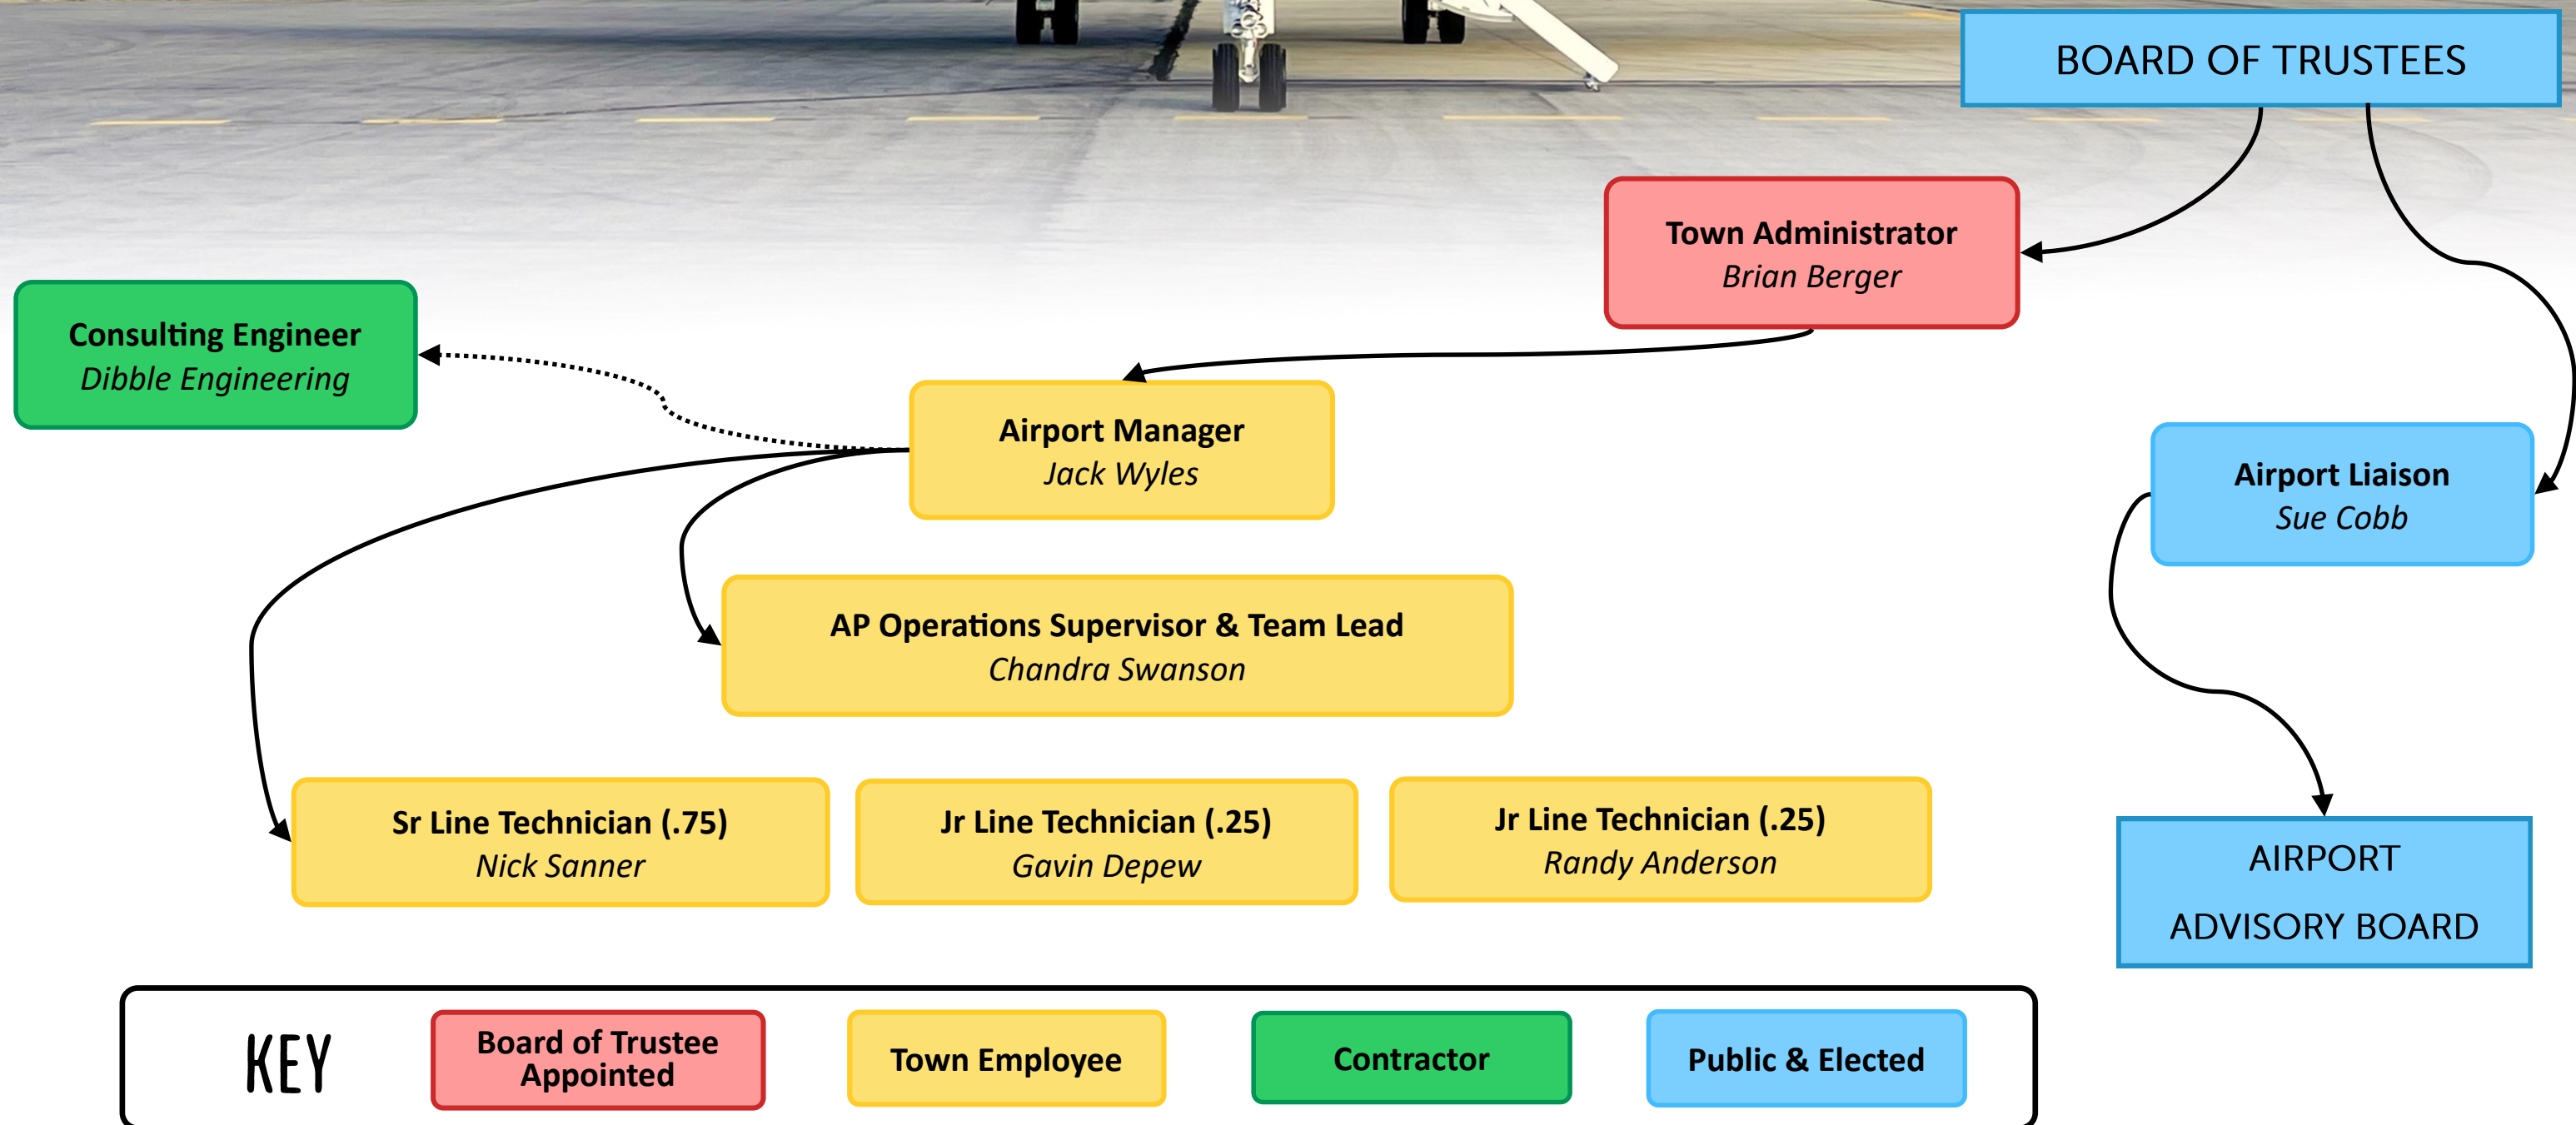 BOARD OF TRUSTEES
Town Administrator
Brian Berger
Consulting Engineer
Dibble Engineering
Airport Manager
Jack Wyles
Airport Liaison
Sue Cobb
AP Operations Supervisor & Team Lead
Chandra Swanson
Sr Line Technician (.75)
Nick Sanner
Jr Line Technician (.25)
Gavin Depew
Jr Line Technician (.25)
Randy Anderson
AIRPORT
ADVISORY BOARD
KEY
Board of Trustee
Appointed
Town Employee
Contractor
Public & Elected